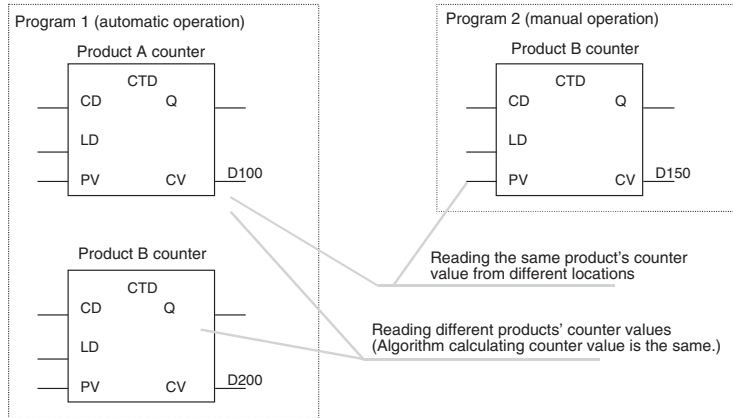 Program 1 (automatic operation)
Product A counter
CTD
CD Q
LD
PV CV D100
Product B counter
CTD
CD Q
LD
PV CV D200
Program 2 (manual operation)
Product B counter
CTD
CD Q
LD
PV CV D150
Reading the same product's counter
value from different locations
Reading different products' counter values
(Algorithm calculating counter value is the same.)